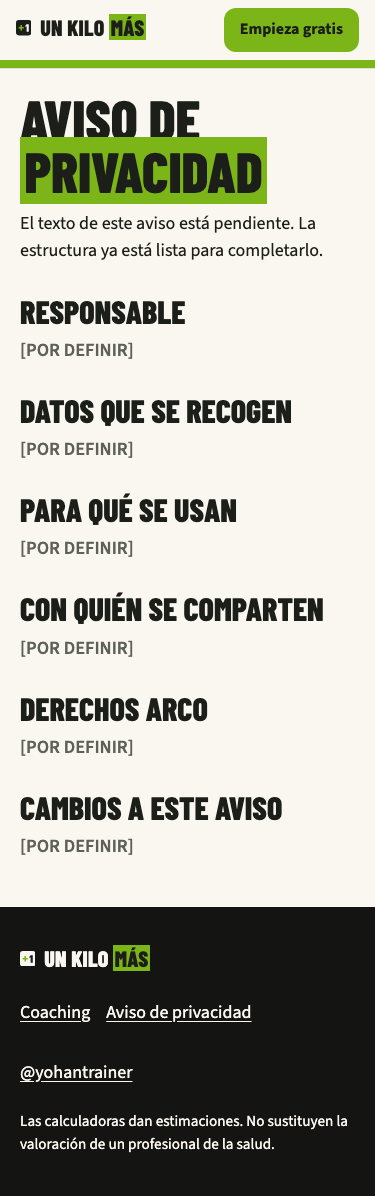 +1 UN KILO MÁS
Empieza gratis
AVISO DE
PRIVACIDAD
El texto de este aviso está pendiente. La
estructura ya está lista para completarlo.
RESPONSABLE
[POR DEFINIR]
DATOS QUE SE RECOGEN
[POR DEFINIR]
PARA QUÉ SE USAN
[POR DEFINIR]
CON QUIÉN SE COMPARTEN
[POR DEFINIR]
DERECHOS ARCO
[POR DEFINIR]
CAMBIOS A ESTE AVISO
[POR DEFINIR]
+1 UN KILO MÁS
Coaching Aviso de privacidad
@yohantrainer
Las calculadoras dan estimaciones. No sustituyen la
valoración de un profesional de la salud.